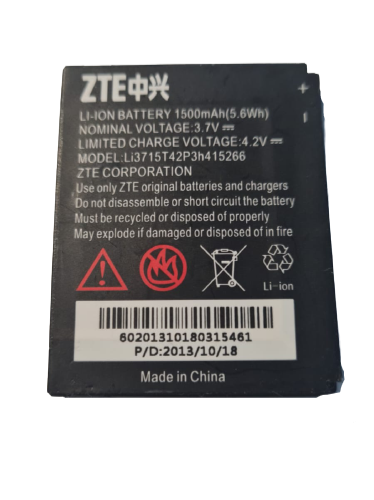 ZTE中兴
LI-ION BATTERY 1500mAh(5.6Wh)
NOMINAL VOLTAGE:3.7V⎓
LIMITED CHARGE VOLTAGE:4.2V⎓
MODEL:Li3715T42P3h415266
ZTE CORPORATION
Use only ZTE original batteries and chargers
Do not disassemble or short circuit the battery
Must be recycled or disposed of properly
May explode if damaged or disposed of in fire
Li-ion
60201310180315461
P/D:2013/10/18
Made in China
+
-